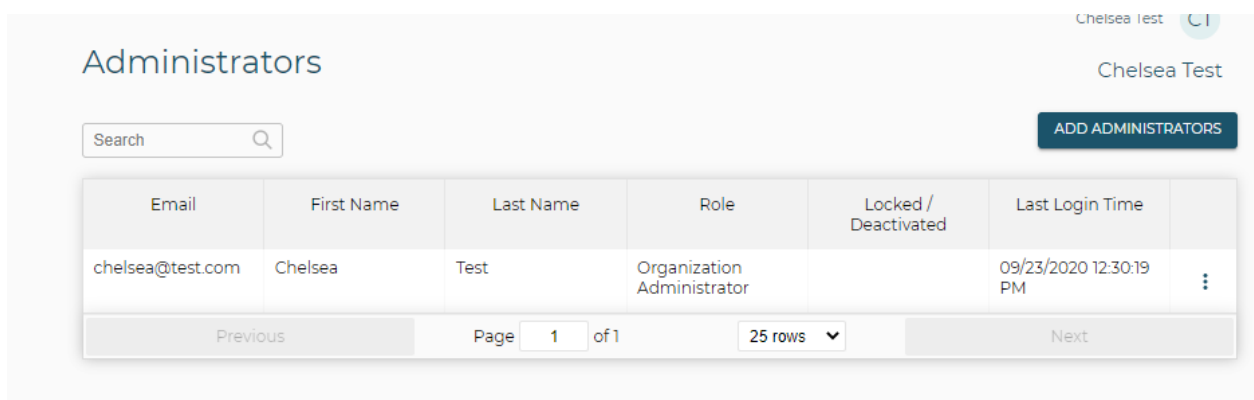 Chelsea Test CT
Administrators
Chelsea Test
Search
ADD ADMINISTRATORS
Email First Name Last Name Role Locked / Deactivated Last Login Time
chelsea@test.com Chelsea Test Organization Administrator 09/23/2020 12:30:19 PM
Previous Page 1 of 1 25 rows Next